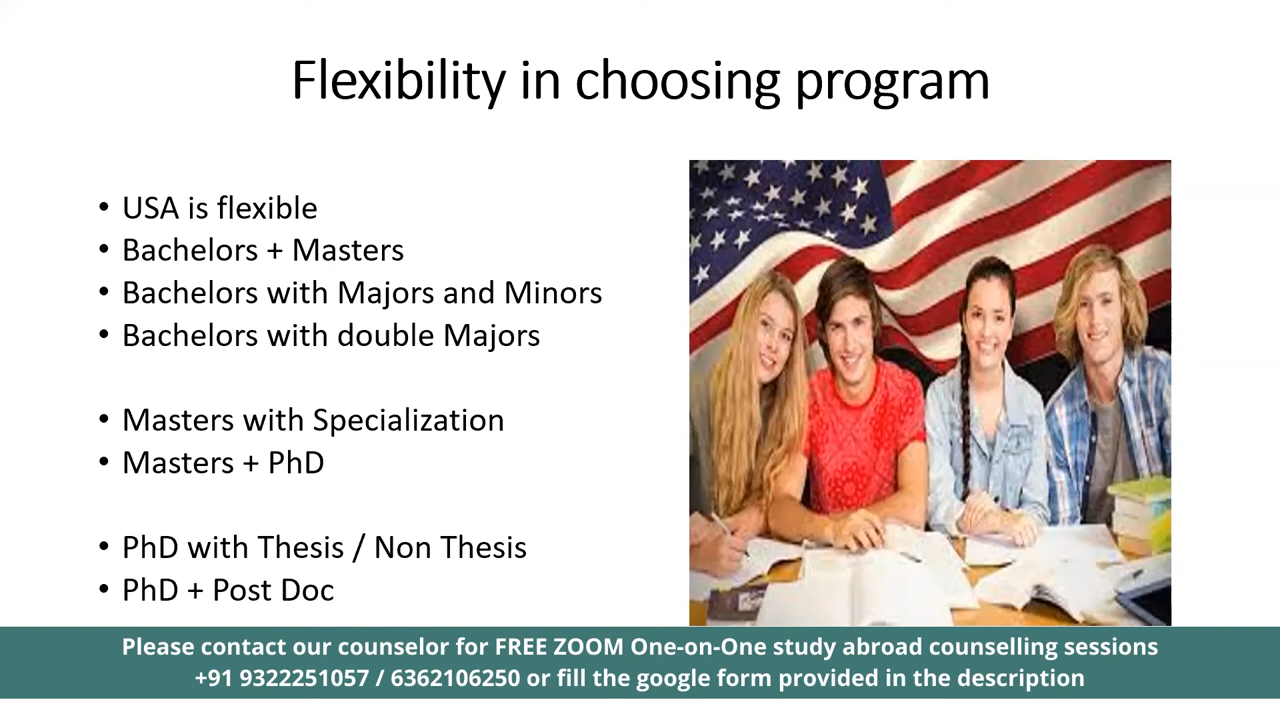 Flexibility in choosing program
• USA is flexible
• Bachelors + Masters
• Bachelors with Majors and Minors
• Bachelors with double Majors
• Masters with Specialization
• Masters + PhD
• PhD with Thesis / Non Thesis
• PhD + Post Doc
Please contact our counselor for FREE ZOOM One-on-One study abroad counselling sessions
+91 9322251057 / 6362106250 or fill the google form provided in the description